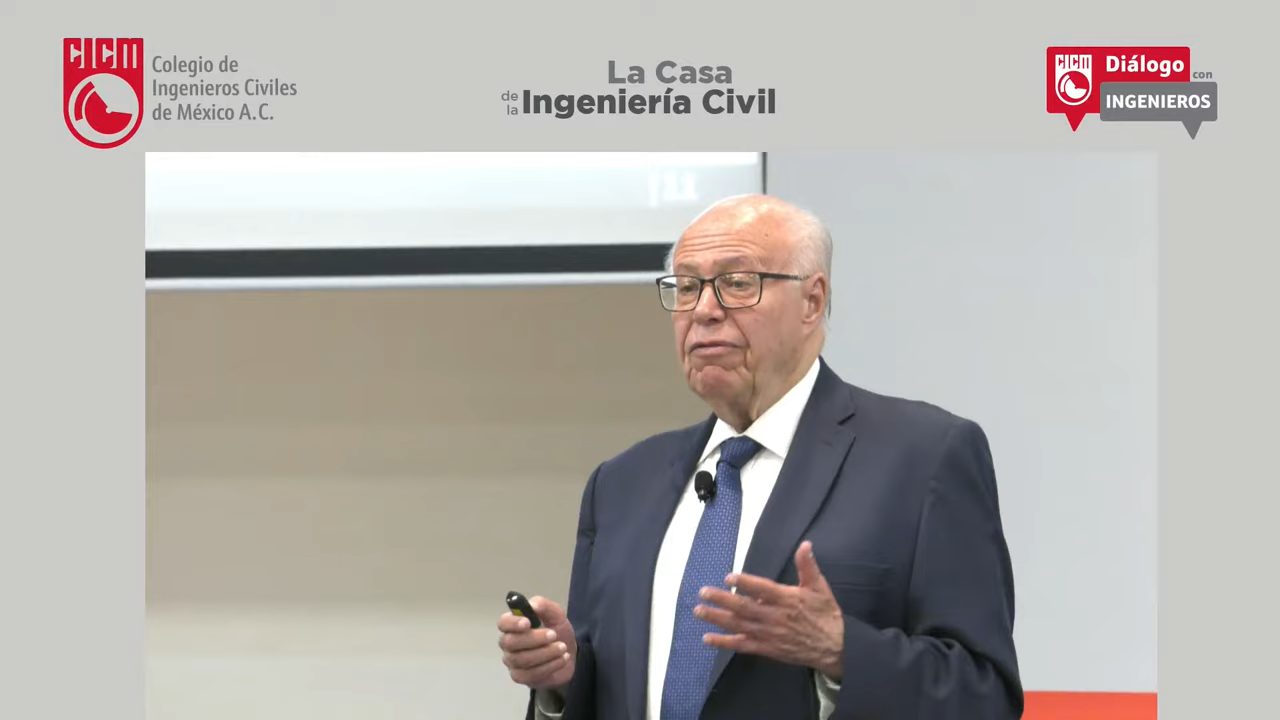 CICM
Colegio de
Ingenieros Civiles
de México A.C.
La Casa
de la Ingeniería Civil
CICM
Diálogo
con
INGENIEROS